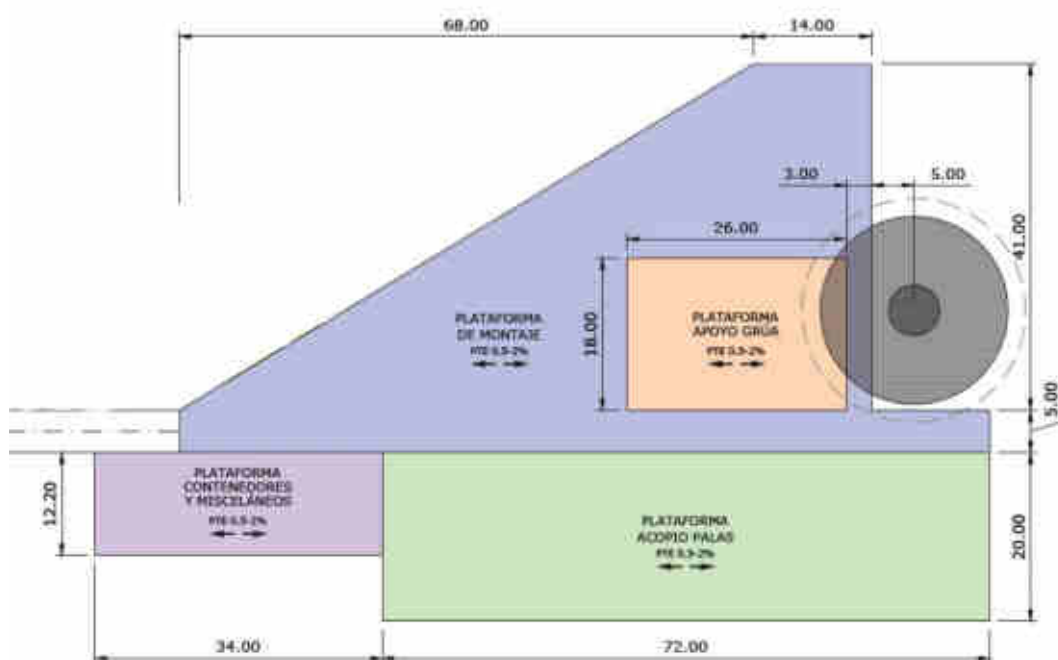 68.00
14.00
3.00
5.00
26.00
41.00
18.00
PLATAFORMA
DE MONTAJE
PTE 0,5-2%
PLATAFORMA
APOYO GRÚA
PTE 0,5-2%
5.00
PLATAFORMA
CONTENEDORES
Y MISCELÁNEOS
PTE 0,5-2%
12.20
PLATAFORMA
ACOPIO PALAS
PTE 0,5-2%
20.00
34.00
72.00